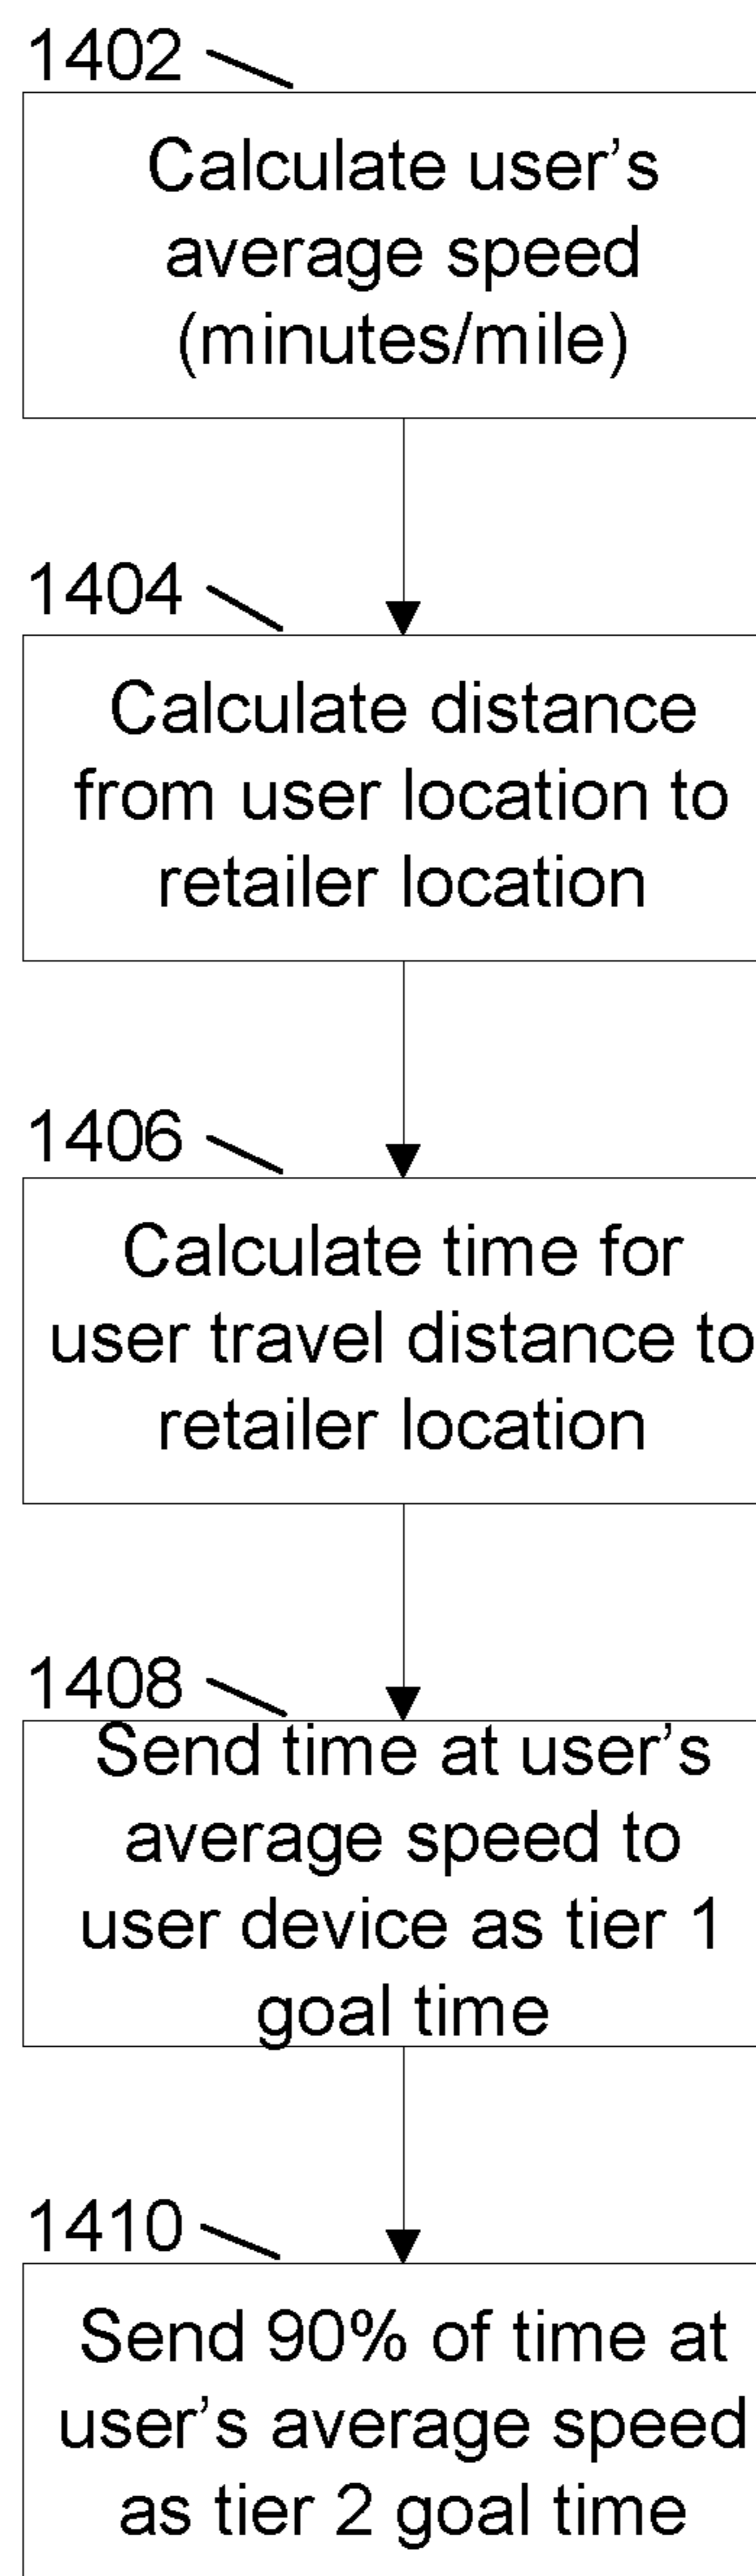 1402
Calculate user's
average speed
(minutes/mile)
1404
Calculate distance
from user location to
retailer location
1406
Calculate time for
user travel distance to
retailer location
1408
Send time at user's
average speed to
user device as tier 1
goal time
1410
Send 90% of time at
user's average speed
as tier 2 goal time